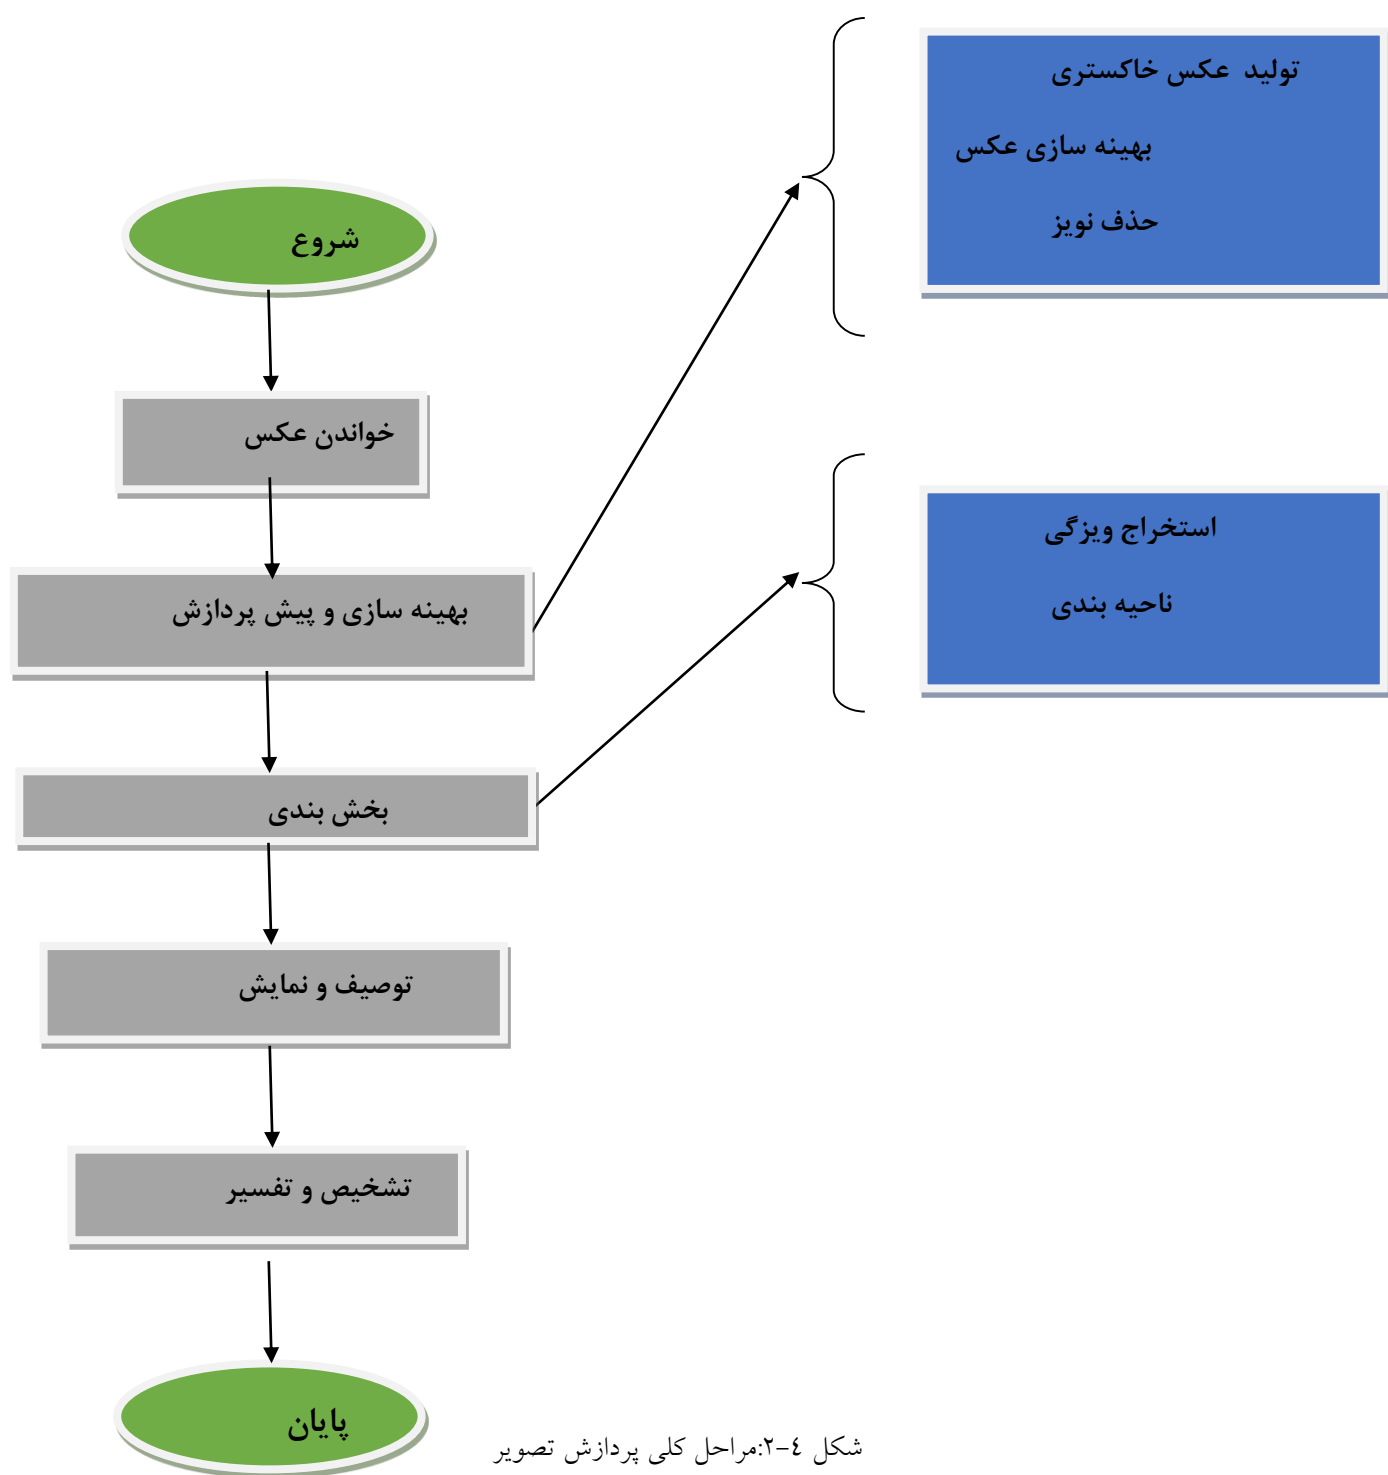 شروع
خواندن عکس
بهینه سازی و پیش پردازش
بخش بندی
توصیف و نمایش
تشخیص و تفسیر
پایان
تولید عکس خاکستری
بهینه سازی عکس
حذف نویز
استخراج ویزگی
ناحیه بندی
شکل ٤-٢:مراحل کلی پردازش تصویر